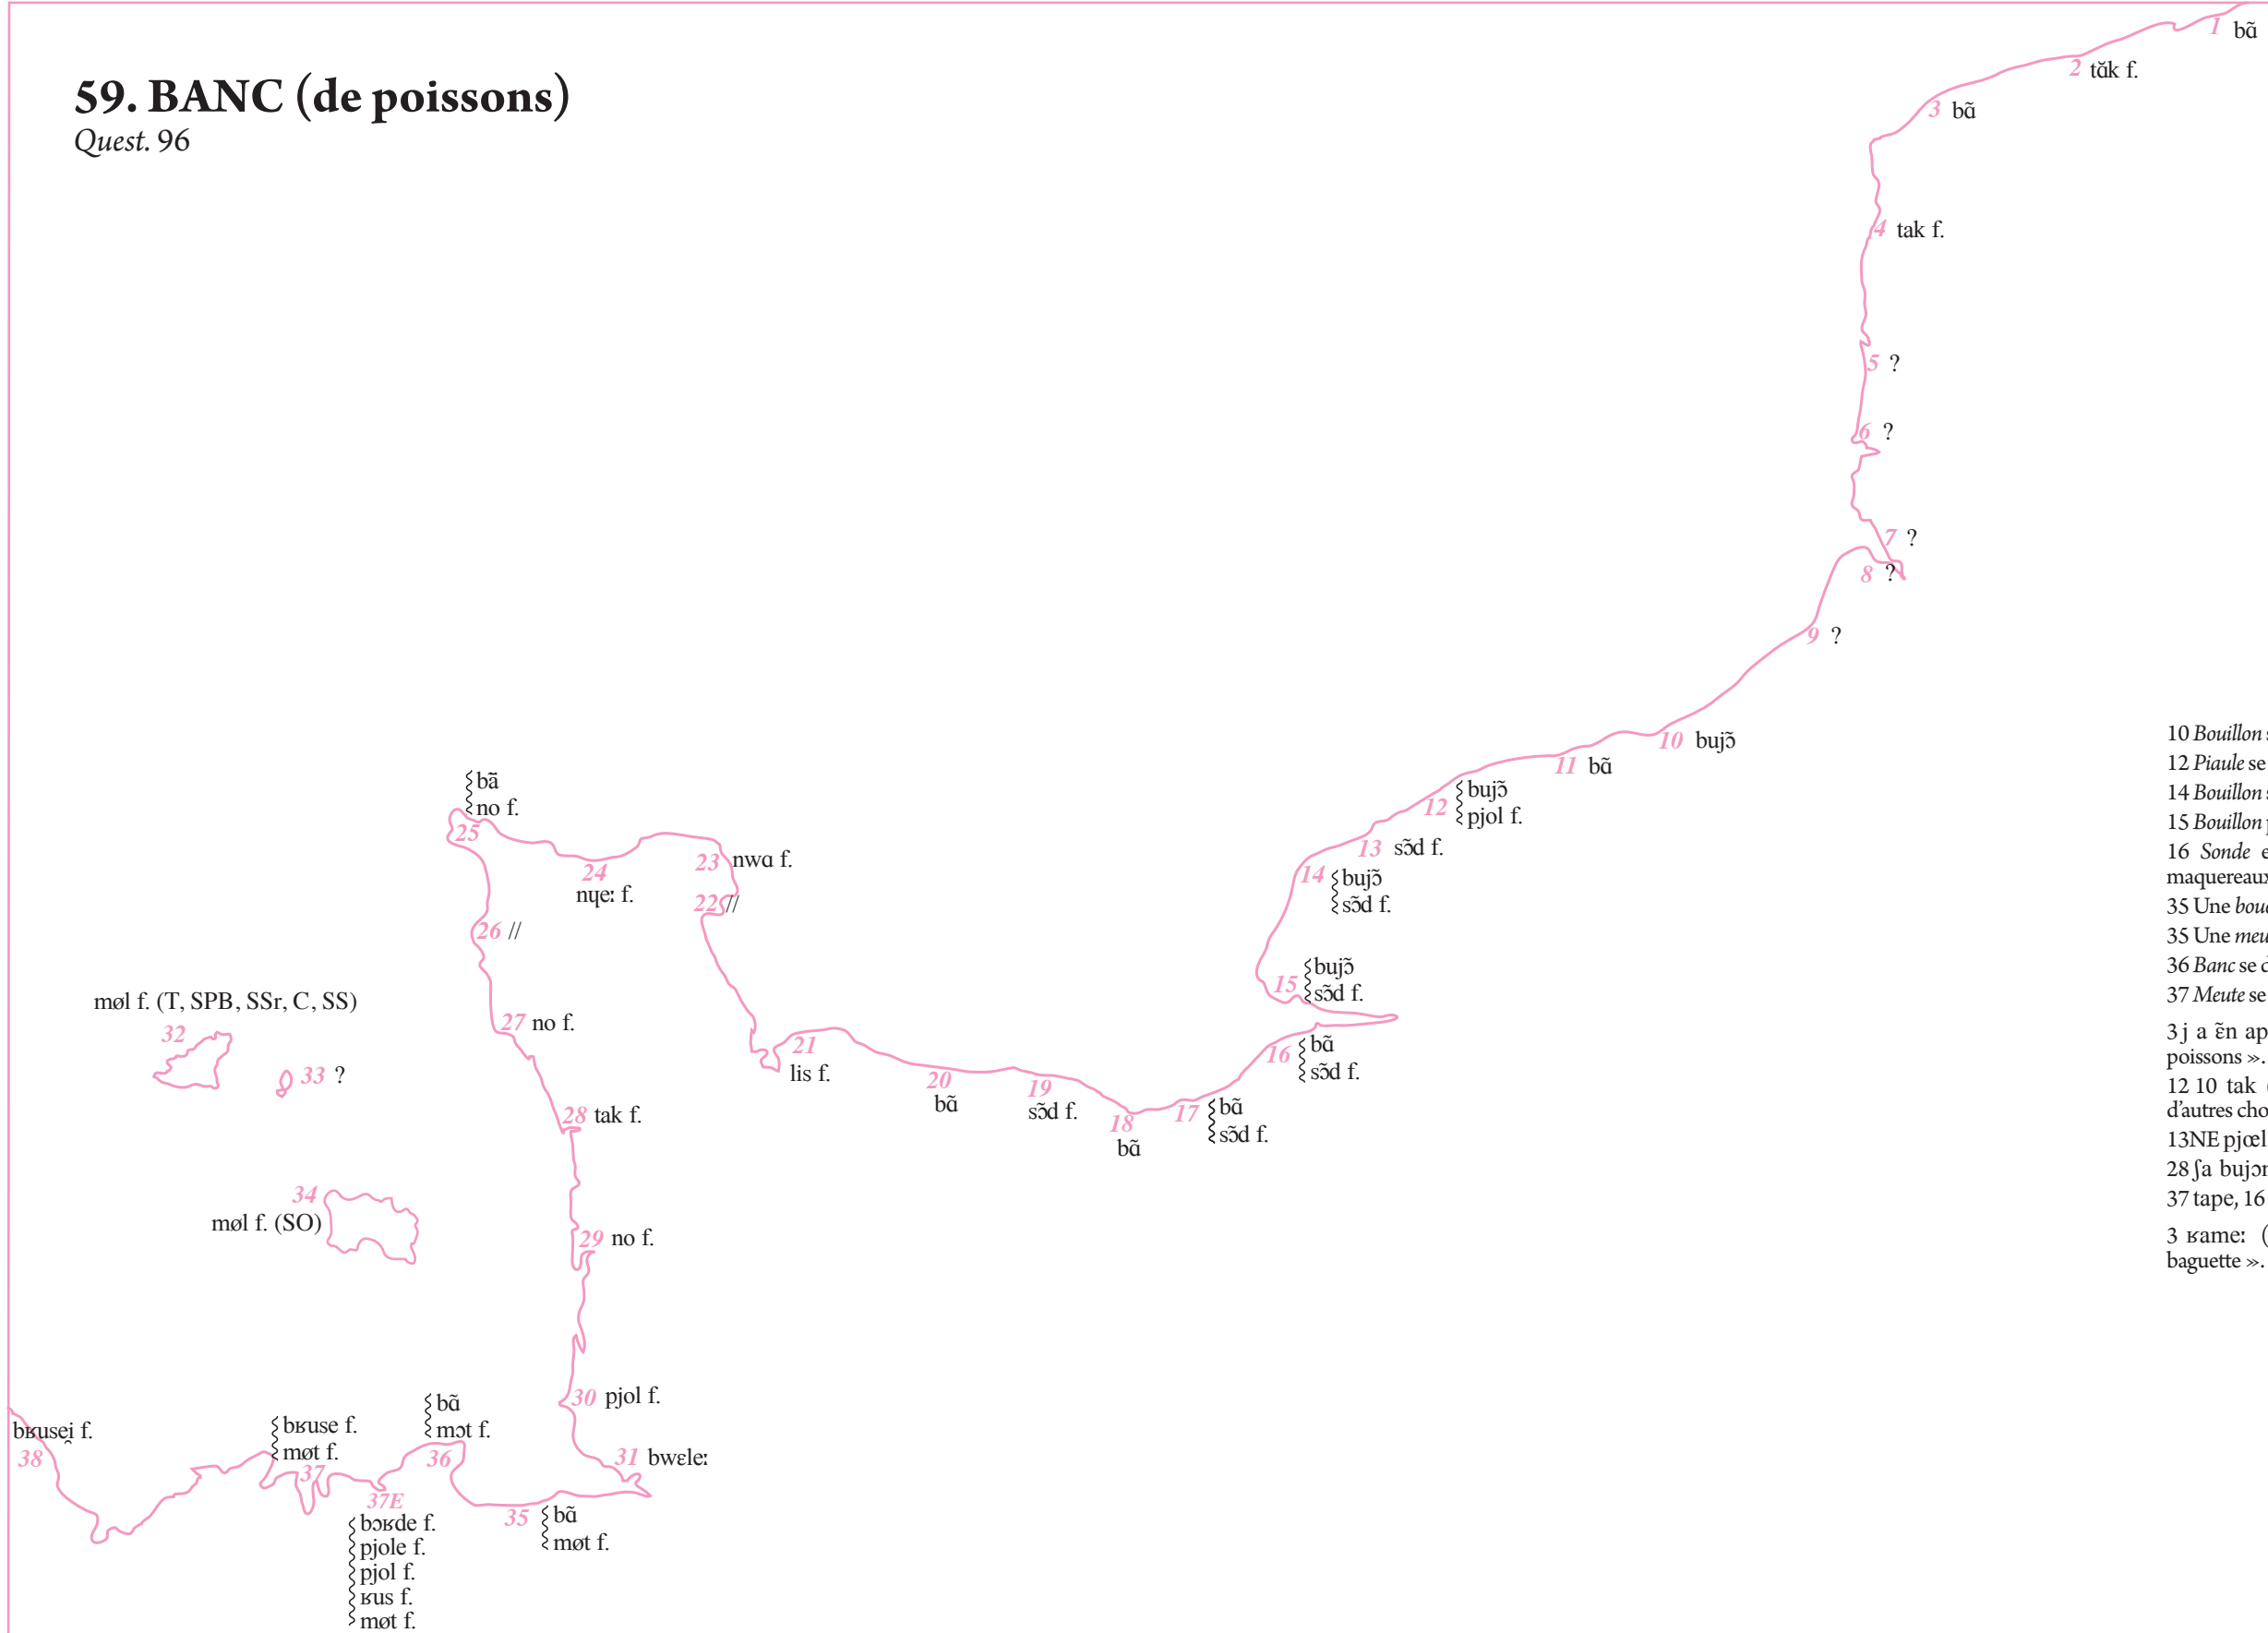 59. BANC (de poissons)
Quest. 96
1 bɑ̃
2 tăk f.
3 bɑ̃
4 tak f.
5 ?
6 ?
7 ?
8 ?
9 ?
10 bujɔ̃
11 bɑ̃
12 bujɔ̃
pjol f.
13 sɔ̃d f.
14 bujɔ̃
sɔ̃d f.
15 bujɔ̃
sɔ̃d f.
16 bɑ̃
sɔ̃d f.
17 bɑ̃
sɔ̃d f.
18 bɑ̃
19 sɔ̃d f.
20 bɑ̃
21 lis f.
22 //
23 nwɑ f.
24 nɥeː f.
25 bɑ̃
no f.
26 //
27 no f.
28 tak f.
29 no f.
30 pjol f.
31 bwɛleː
32 møl f. (T, SPB, SSr, C, SS)
33 ?
34 møl f. (SO)
35 bɑ̃
møt f.
36 bɑ̃
mɔt f.
37 bʁuse f.
møt f.
37E bɔʁde f.
pjole f.
pjol f.
ʁus f.
møt f.
38 bʁusei̯ f.
10 Bouillon
12 Piaule se
14 Bouillon
15 Bouillon
16 Sonde
maquereaux
35 Une
35 Une
36 Banc se
37 Meute se
3 j a ɛ̃n
poissons ».
12 10 tak
d'autres
13NE pjœl
28 ʃa
37 tape, 16
3 ʁameː (
baguette ».